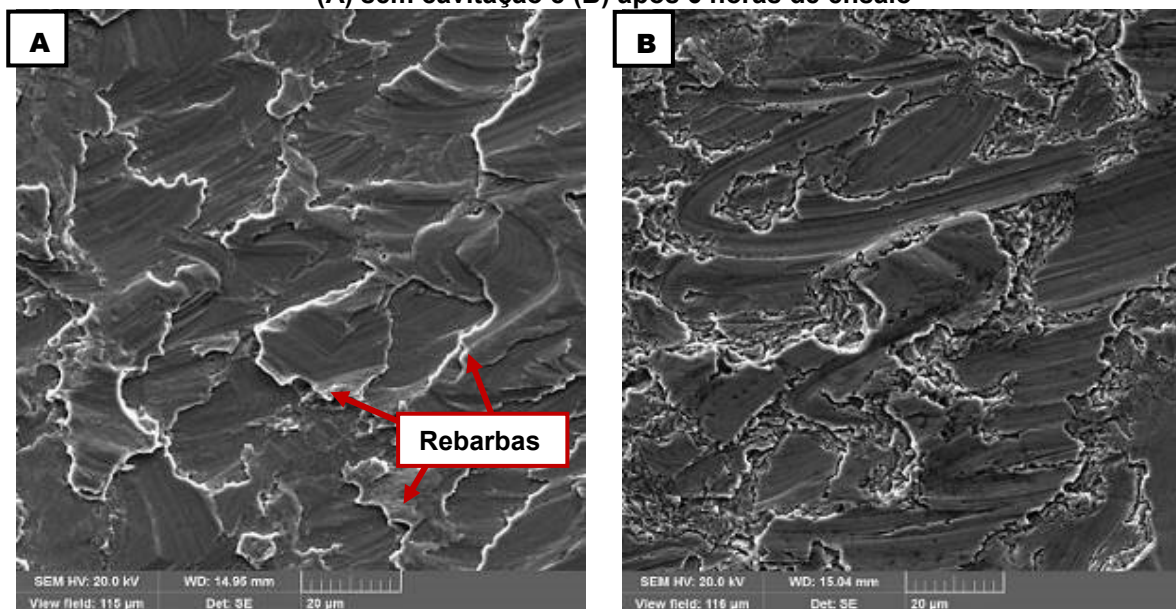 (A) sem cavitação e (B) após horas de ensaio
A
B
Rebarbas
SEM HV: 20.0 kV WD: 14.95 mm
View field: 115 µm Det: SE 20 µm
SEM HV: 20.0 kV WD: 15.04 mm
View field: 116 µm Det: SE 20 µm